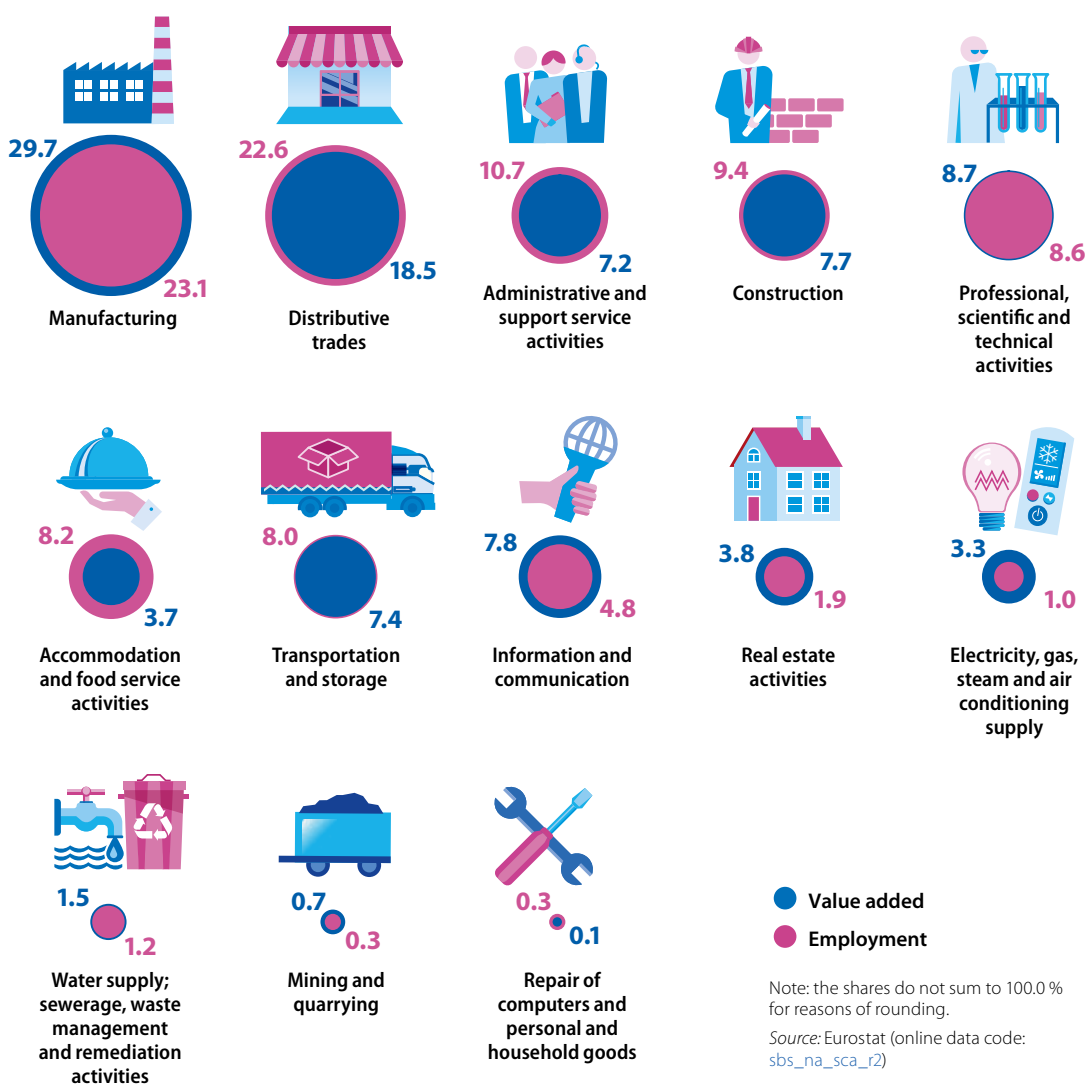 29.7
23.1
Manufacturing
22.6
18.5
Distributive
trades
10.7
7.2
Administrative and
support service
activities
9.4
7.7
Construction
8.7
8.6
Professional,
scientific and
technical
activities
8.2
3.7
Accommodation
and food service
activities
8.0
7.4
Transportation
and storage
7.8
4.8
Information and
communication
3.8
1.9
Real estate
activities
3.3
1.0
Electricity, gas,
steam and air
conditioning
supply
1.5
1.2
Water supply;
sewerage, waste
management
and remediation
activities
0.7
0.3
Mining and
quarrying
0.3
0.1
Repair of
computers and
personal and
household goods
Value added
Employment
Note: the shares do not sum to 100.0 %
for reasons of rounding.
Source: Eurostat (online data code:
sbs_na_sca_r2)